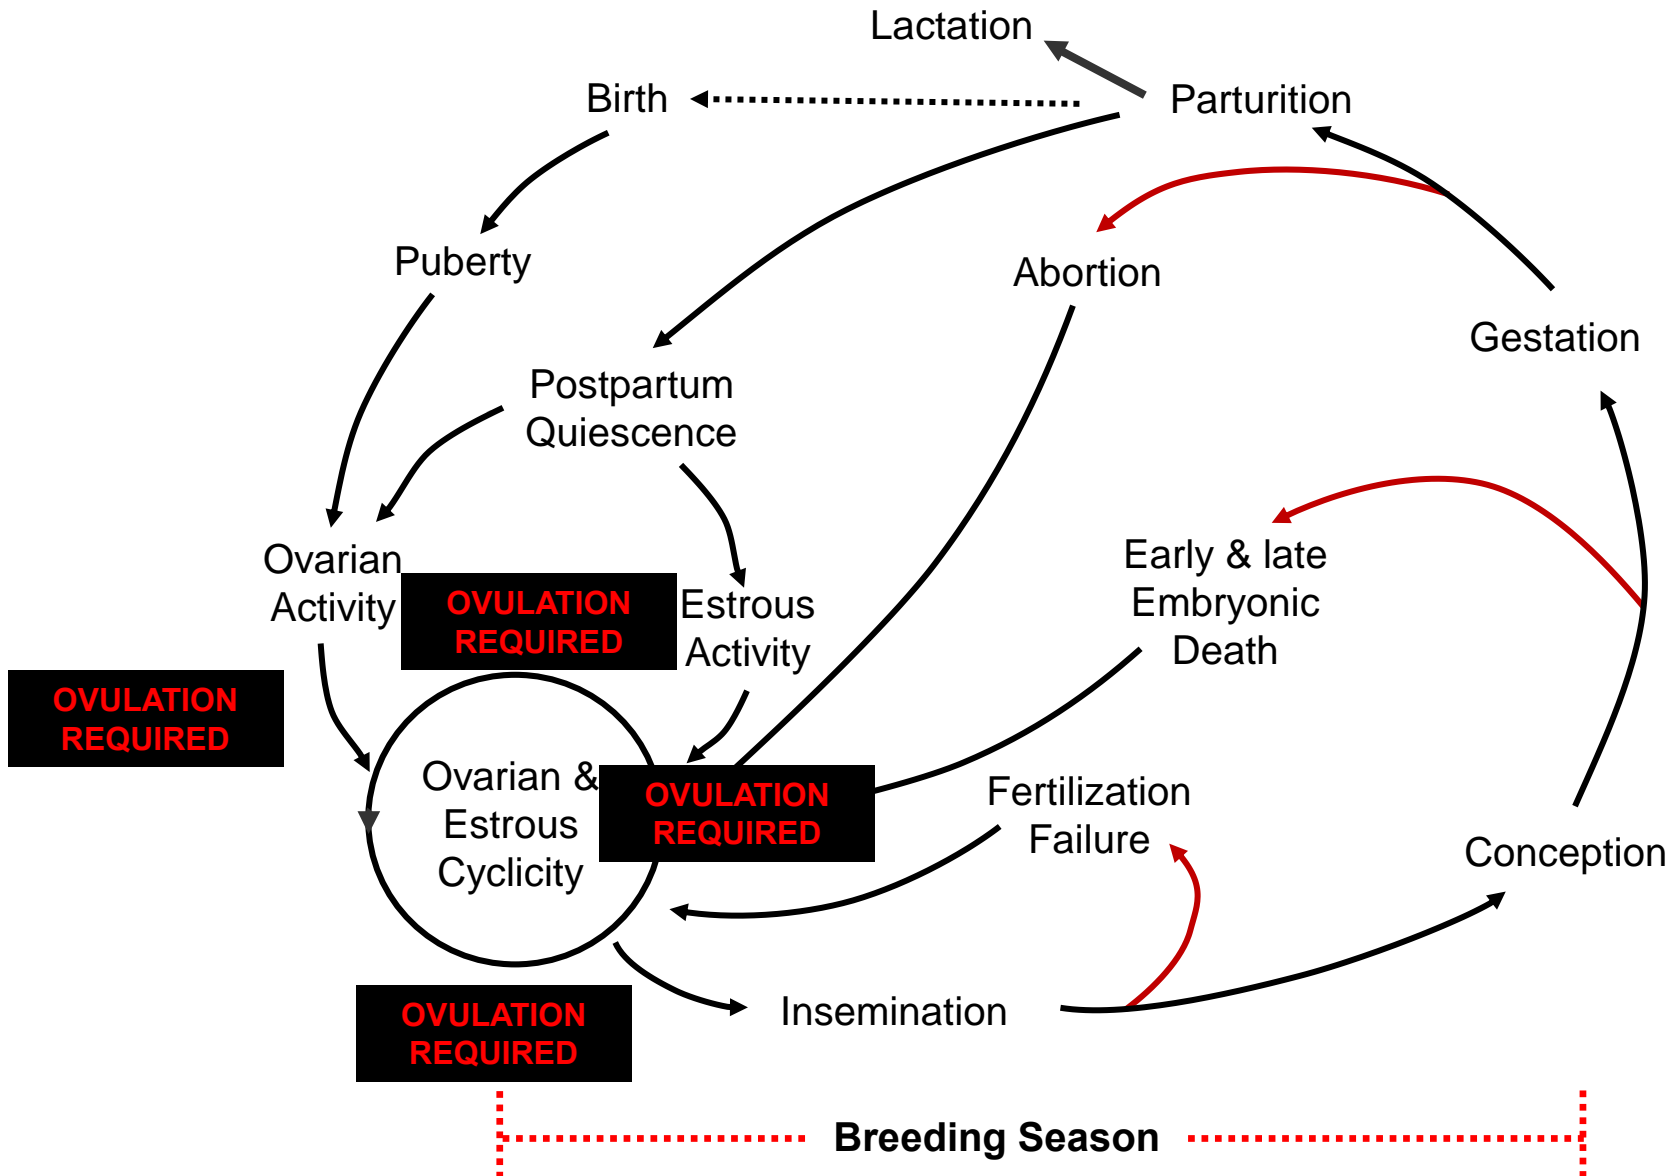 Lactation
Birth
Parturition
Puberty
Abortion
Gestation
Postpartum
Quiescence
Ovarian
Activity
OVULATION
REQUIRED
Estrous
Activity
Early & late
Embryonic
Death
OVULATION
REQUIRED
Ovarian &
Estrous
Cyclicity
OVULATION
REQUIRED
Fertilization
Failure
Conception
Insemination
OVULATION
REQUIRED
Breeding Season